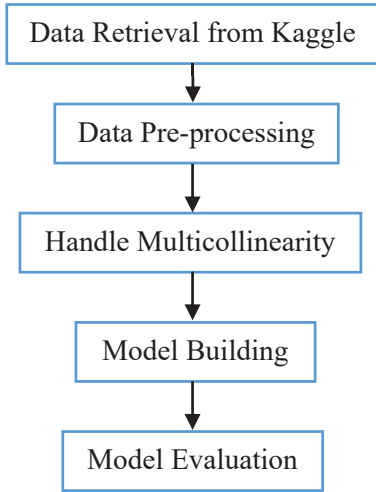 Data Retrieval from Kaggle
Data Pre-processing
Handle Multicollinearity
Model Building
Model Evaluation